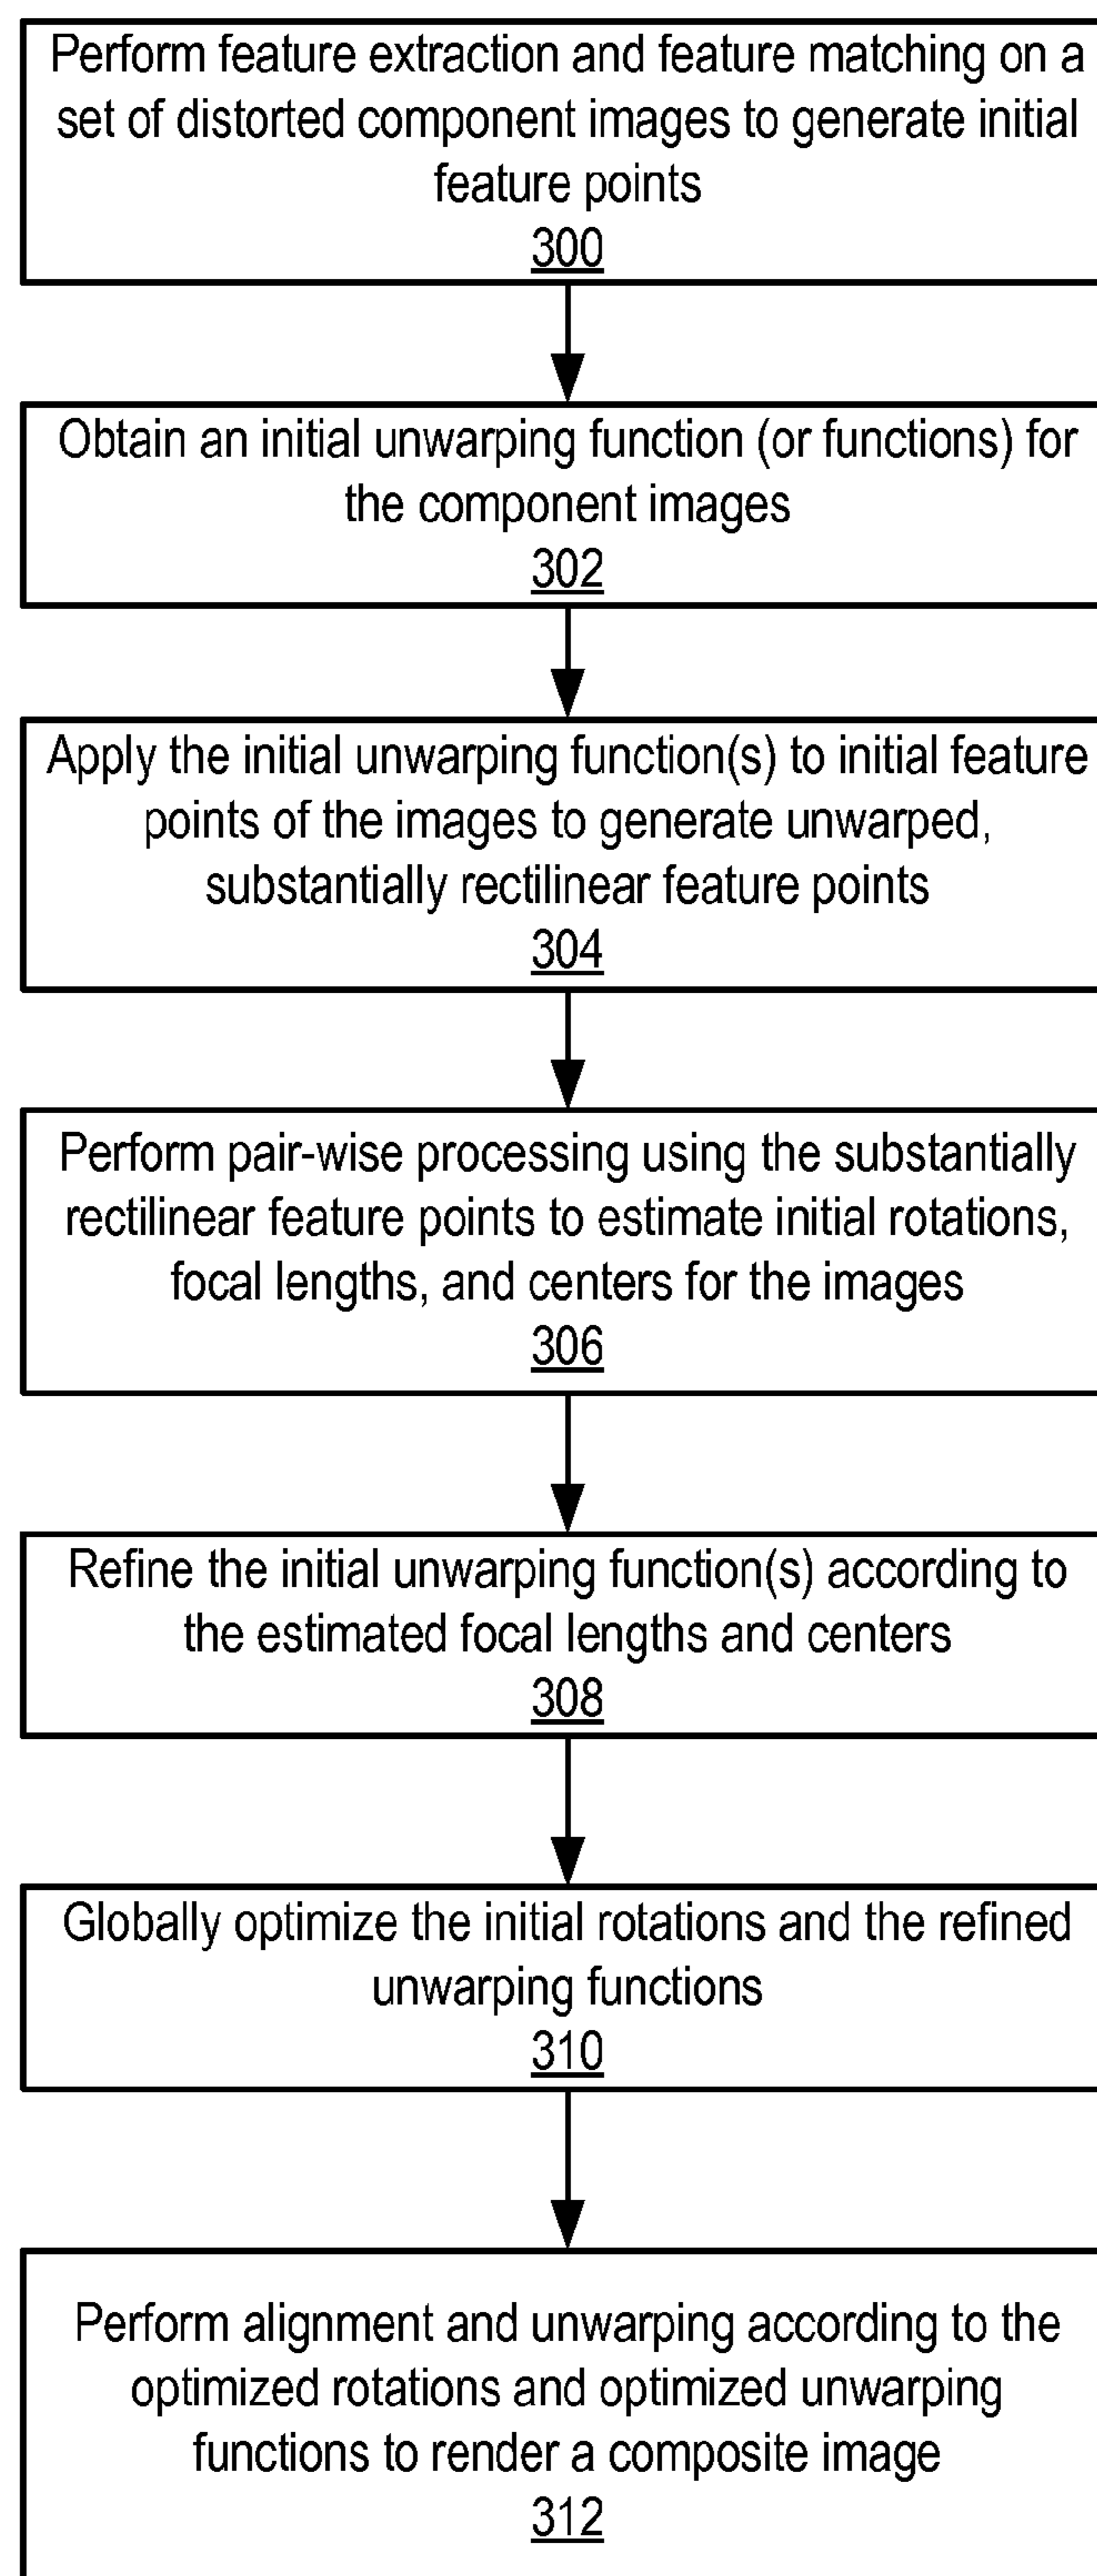 Perform feature extraction and feature matching on a
set of distorted component images to generate initial
feature points
300
Obtain an initial unwarping function (or functions) for
the component images
302
Apply the initial unwarping function(s) to initial feature
points of the images to generate unwarped,
substantially rectilinear feature points
304
Perform pair-wise processing using the substantially
rectilinear feature points to estimate initial rotations,
focal lengths, and centers for the images
306
Refine the initial unwarping function(s) according to
the estimated focal lengths and centers
308
Globally optimize the initial rotations and the refined
unwarping functions
310
Perform alignment and unwarping according to the
optimized rotations and optimized unwarping
functions to render a composite image
312